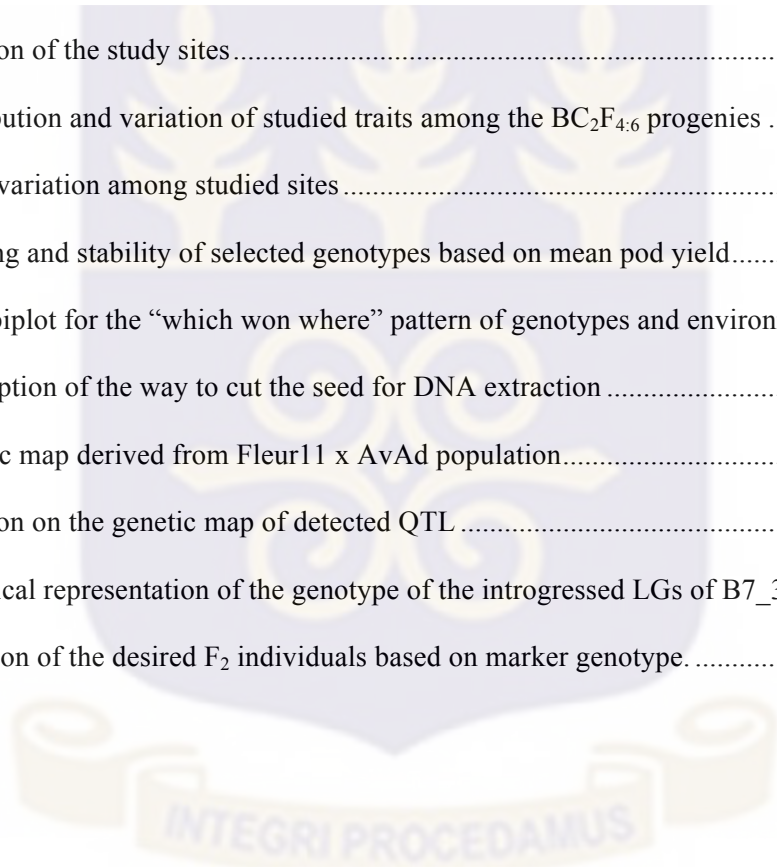 on of the study sites................................................................................
bution and variation of studied traits among the BC₂F₄:₆ progenies .
variation among studied sites................................................................
ng and stability of selected genotypes based on mean pod yield......
biplot for the “which won where” pattern of genotypes and environ
ption of the way to cut the seed for DNA extraction ........................
c map derived from Fleur11 x AvAd population..............................
on on the genetic map of detected QTL ............................................
ical representation of the genotype of the introgressed LGs of B7_3
on of the desired F₂ individuals based on marker genotype. ............
INTEGRI PROCEDAMUS